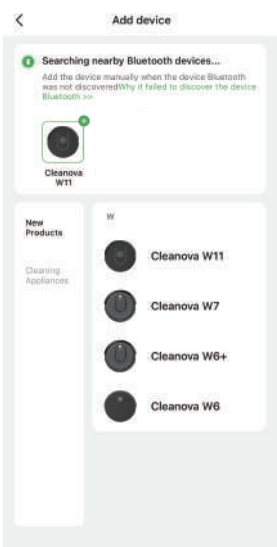 Add device
Searching nearby Bluetooth devices...
Add the device manually when the device Bluetooth
was not discoveredWhy it failed to discover the device
Bluetooth >>
Cleanova
W11
New
Products
Cleaning
Appliances
W
Cleanova W11
Cleanova W7
Cleanova W6+
Cleanova W6